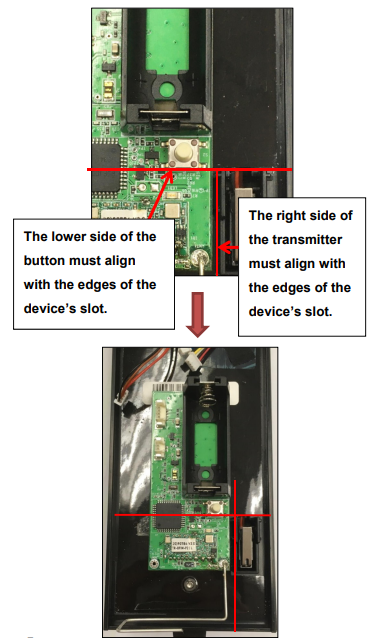 The lower side of the
button must align
with the edges of the
device's slot.
The right side of
the transmitter
must align with
the edges of the
device's slot.